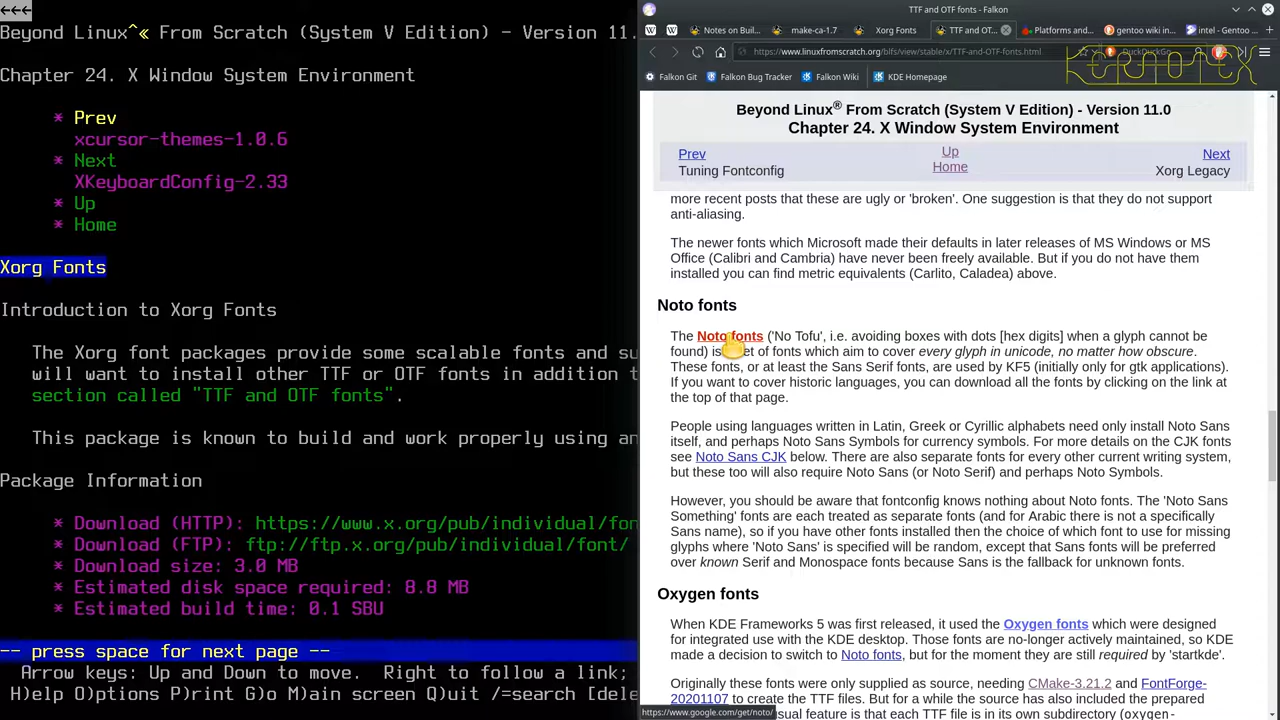 ←←←
Beyond Linux^« From Scratch (System V Edition) - Version 11.
Chapter 24. X Window System Environment
* Prev
xcursor-themes-1.0.6
* Next
XKeyboardConfig-2.33
* Up
* Home
Xorg Fonts
Introduction to Xorg Fonts
The Xorg font packages provide some scalable fonts and su
will want to install other TTF or OTF fonts in addition t
section called "TTF and OTF fonts".
This package is known to build and work properly using an
Package Information
* Download (HTTP): https://www.x.org/pub/individual/fon
* Download (FTP): ftp://ftp.x.org/pub/individual/font/
* Download size: 3.0 MB
* Estimated disk space required: 8.8 MB
* Estimated build time: 0.1 SBU
-- press space for next page --
Arrow keys: Up and Down to move. Right to follow a link;
H)elp O)ptions P)rint G)o M)ain screen Q)uit /=search [dele
TTF and OTF fonts - Falkon
Notes on Buil...
make-ca-1.7
Xorg Fonts
TTF and OT...
Platforms and...
gentoo wiki in...
intel - Gentoo
https://www.linuxfromscratch.org/blfs/view/stable/x/TTF-and-OTF-fonts.html
DuckDuckGo
Falkon Git
Falkon Bug Tracker
Falkon Wiki
KDE Homepage
Beyond Linux® From Scratch (System V Edition) - Version 11.0
Chapter 24. X Window System Environment
Prev
Up
Next
Tuning Fontconfig
Home
Xorg Legacy
more recent posts that these are ugly or 'broken'. One suggestion is that they do not support
anti-aliasing.
The newer fonts which Microsoft made their defaults in later releases of MS Windows or MS
Office (Calibri and Cambria) have never been freely available. But if you do not have them
installed you can find metric equivalents (Carlito, Caladea) above.
Noto fonts
The Noto fonts ('No Tofu', i.e. avoiding boxes with dots [hex digits] when a glyph cannot be
found) is et of fonts which aim to cover every glyph in unicode, no matter how obscure.
These fonts, or at least the Sans Serif fonts, are used by KF5 (initially only for gtk applications).
If you want to cover historic languages, you can download all the fonts by clicking on the link at
the top of that page.
People using languages written in Latin, Greek or Cyrillic alphabets need only install Noto Sans
itself, and perhaps Noto Sans Symbols for currency symbols. For more details on the CJK fonts
see Noto Sans CJK below. There are also separate fonts for every other current writing system,
but these too will also require Noto Sans (or Noto Serif) and perhaps Noto Symbols.
However, you should be aware that fontconfig knows nothing about Noto fonts. The 'Noto Sans
Something' fonts are each treated as separate fonts (and for Arabic there is not a specifically
Sans name), so if you have other fonts installed then the choice of which font to use for missing
glyphs where 'Noto Sans' is specified will be random, except that Sans fonts will be preferred
over known Serif and Monospace fonts because Sans is the fallback for unknown fonts.
Oxygen fonts
When KDE Frameworks 5 was first released, it used the Oxygen fonts which were designed
for integrated use with the KDE desktop. Those fonts are no-longer actively maintained, so KDE
made a decision to switch to Noto fonts, but for the moment they are still required by 'startkde'.
Originally these fonts were only supplied as source, needing CMake-3.21.2 and FontForge-
20201107 to create the TTF files. But for a while the source has also included the prepared
usual feature is that each TTF file is in its own subdirectory (oxygen-
https://www.google.com/get/noto/